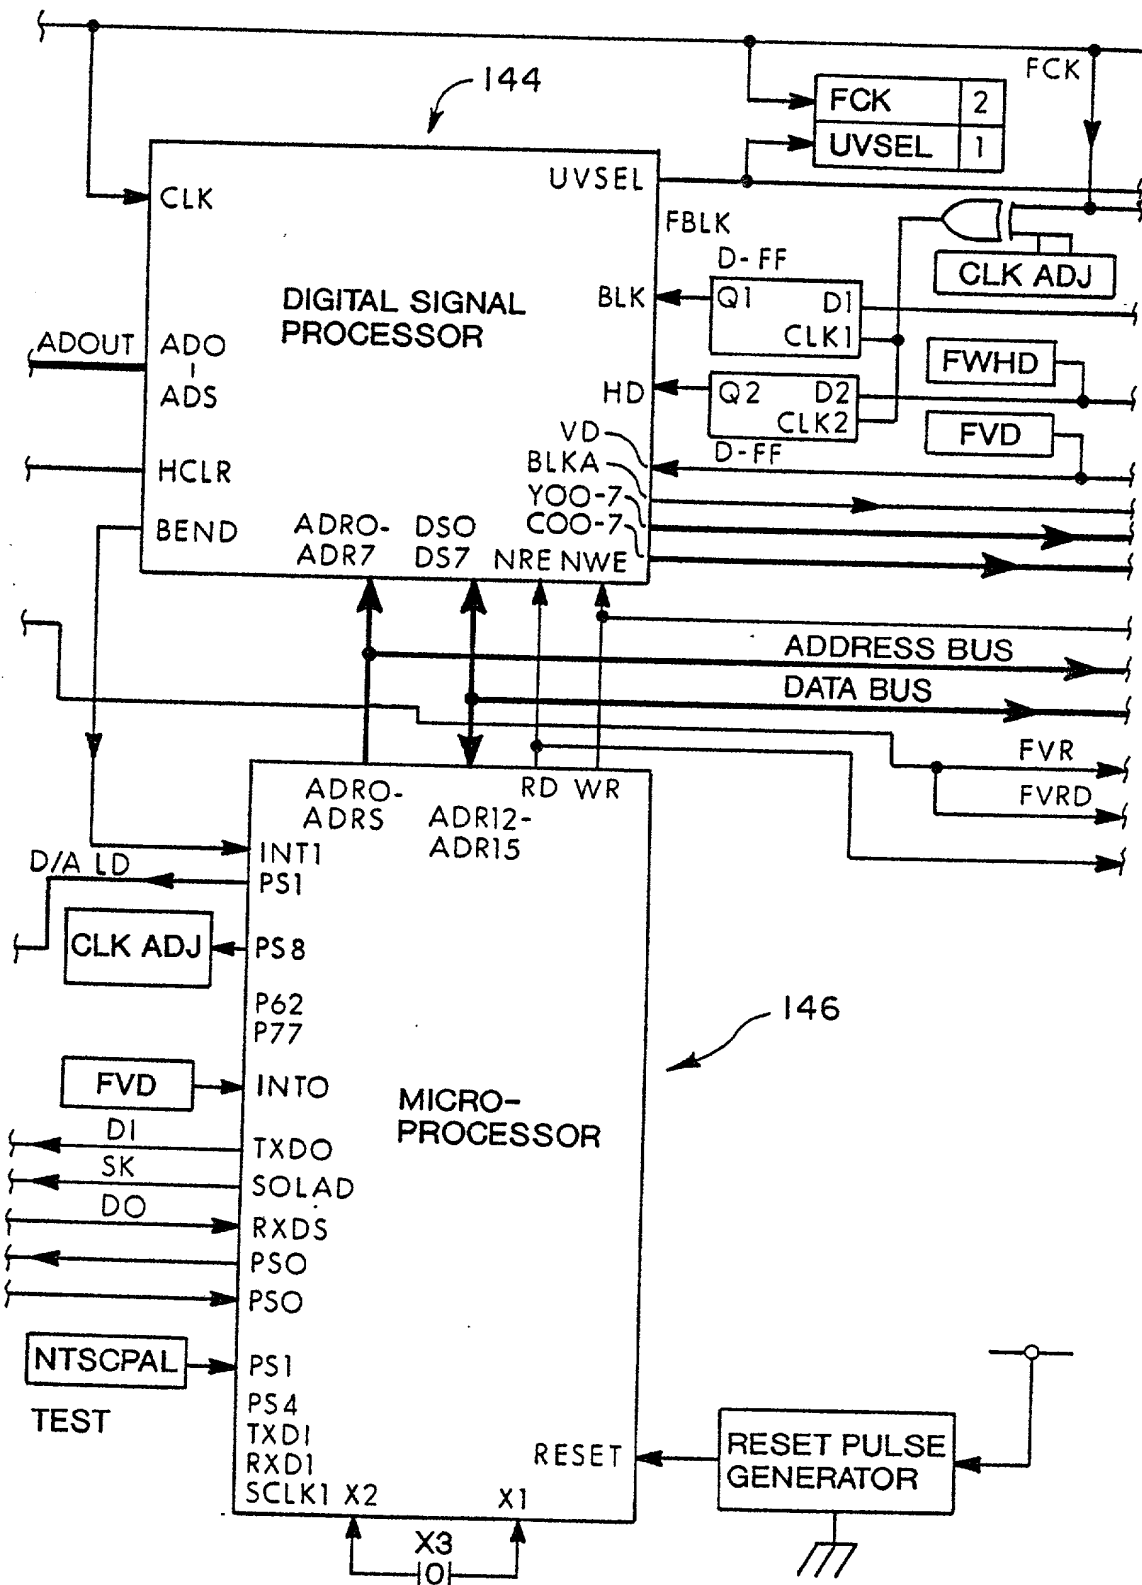 144
FCK
FCK 2
UVSEL 1
CLK
UVSEL
FBLK
D-FF
CLK ADJ
DIGITAL SIGNAL
PROCESSOR
BLK
Q1 D1
CLK1
ADOUT
ADO
ADS
FWHD
HD
Q2 D2
CLK2
FVD
VD
D-FF
BLKA
HCLR
YOO-7
COO-7
BEND
ADRO-
ADR7
DSO
DS7
NRE NWE
ADDRESS BUS
DATA BUS
FVR
FVRD
ADRO-
ADRS
ADR12-
ADR15
RD WR
INT1
D/A LD
PS1
CLK ADJ
PS8
P62
P77
146
FVD
INTO
MICRO-
PROCESSOR
DI
TXDO
SK
SOLAD
DO
RXDS
PSO
PSO
NTSCPAL
PS1
TEST
PS4
TXD1
RXD1
SCLK1 X2
X1
RESET
RESET PULSE
GENERATOR
X3